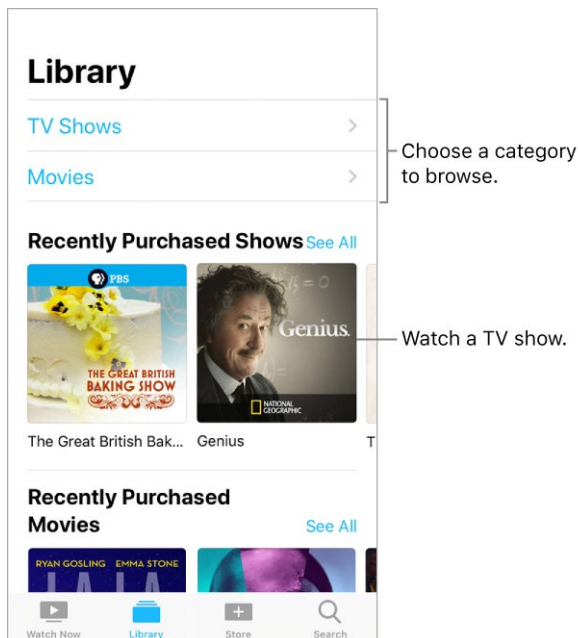 Library
TV Shows
Movies
Choose a category
to browse.
Recently Purchased Shows See All
PBS
THE GREAT BRITISH
BAKING SHOW
Genius.
NATIONAL
GEOGRAPHIC
Watch a TV show.
The Great British Bak...
Genius
T
Recently Purchased
Movies
See All
RYAN GOSLING EMMA STONE
LA LA
Watch Now
Library
Store
Search